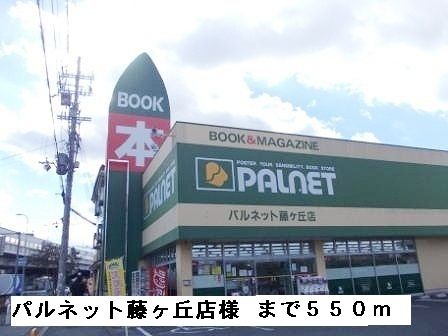 BOOK
本
BOOK&MAGAZINE
FOSTER YOUR SENSIBILITY, BOOK STORE
PALNET
パルネット藤ヶ丘店
パルネット藤ヶ丘店様 まで５５０ｍ